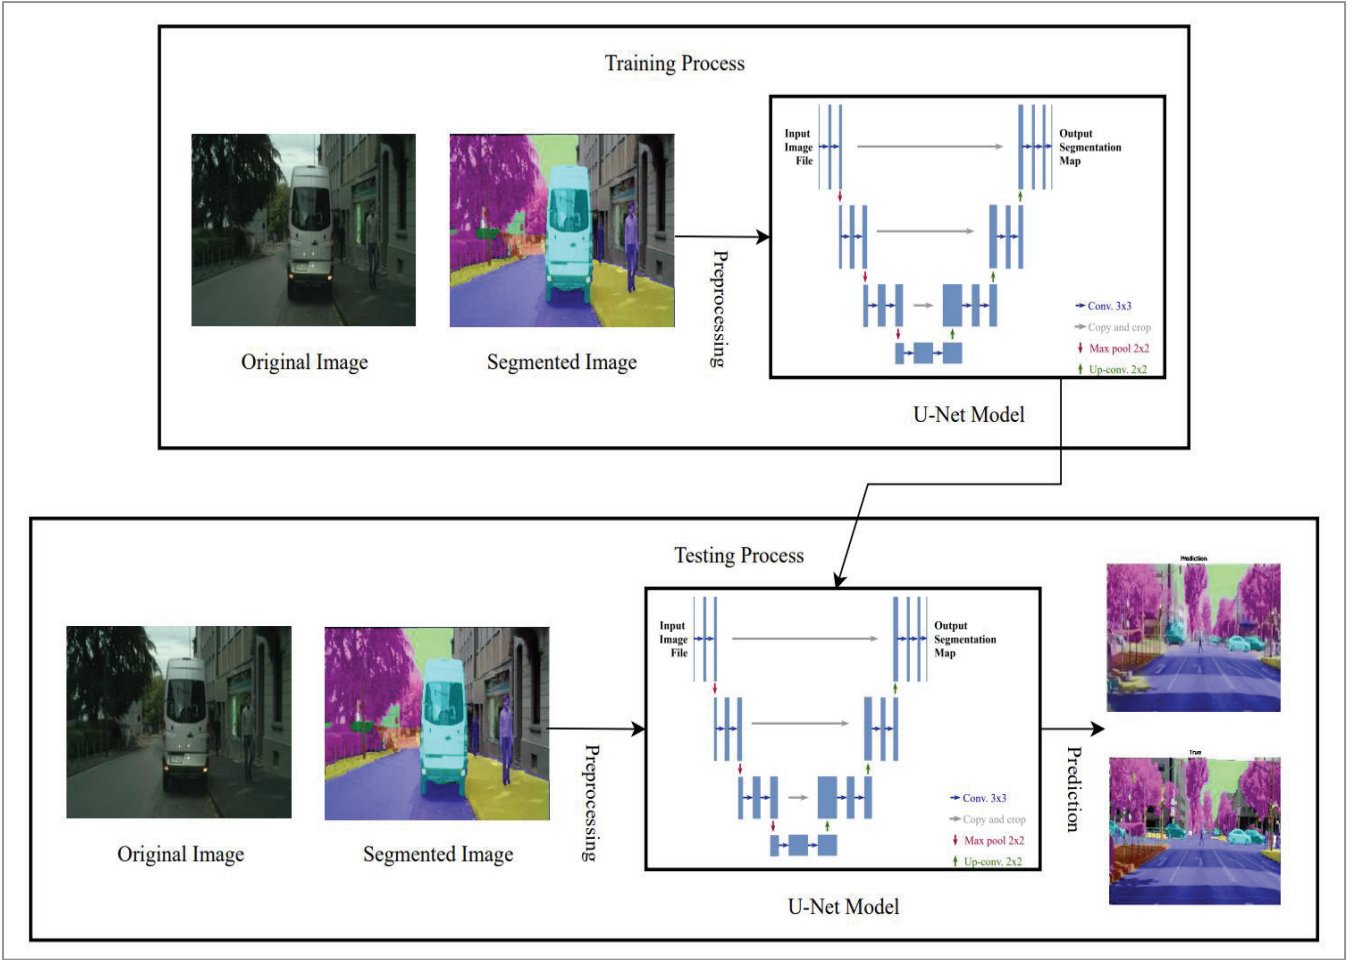 Training Process
Input
Image
File
Output
Segmentation
Map
Conv. 3x3
Copy and crop
Max pool 2x2
Up-conv. 2x2
Preprocessing
Original Image
Segmented Image
U-Net Model
Testing Process
Input
Image
File
Output
Segmentation
Map
Conv. 3x3
Copy and crop
Max pool 2x2
Up-conv. 2x2
Preprocessing
Original Image
Segmented Image
U-Net Model
Prediction
Prediction
True